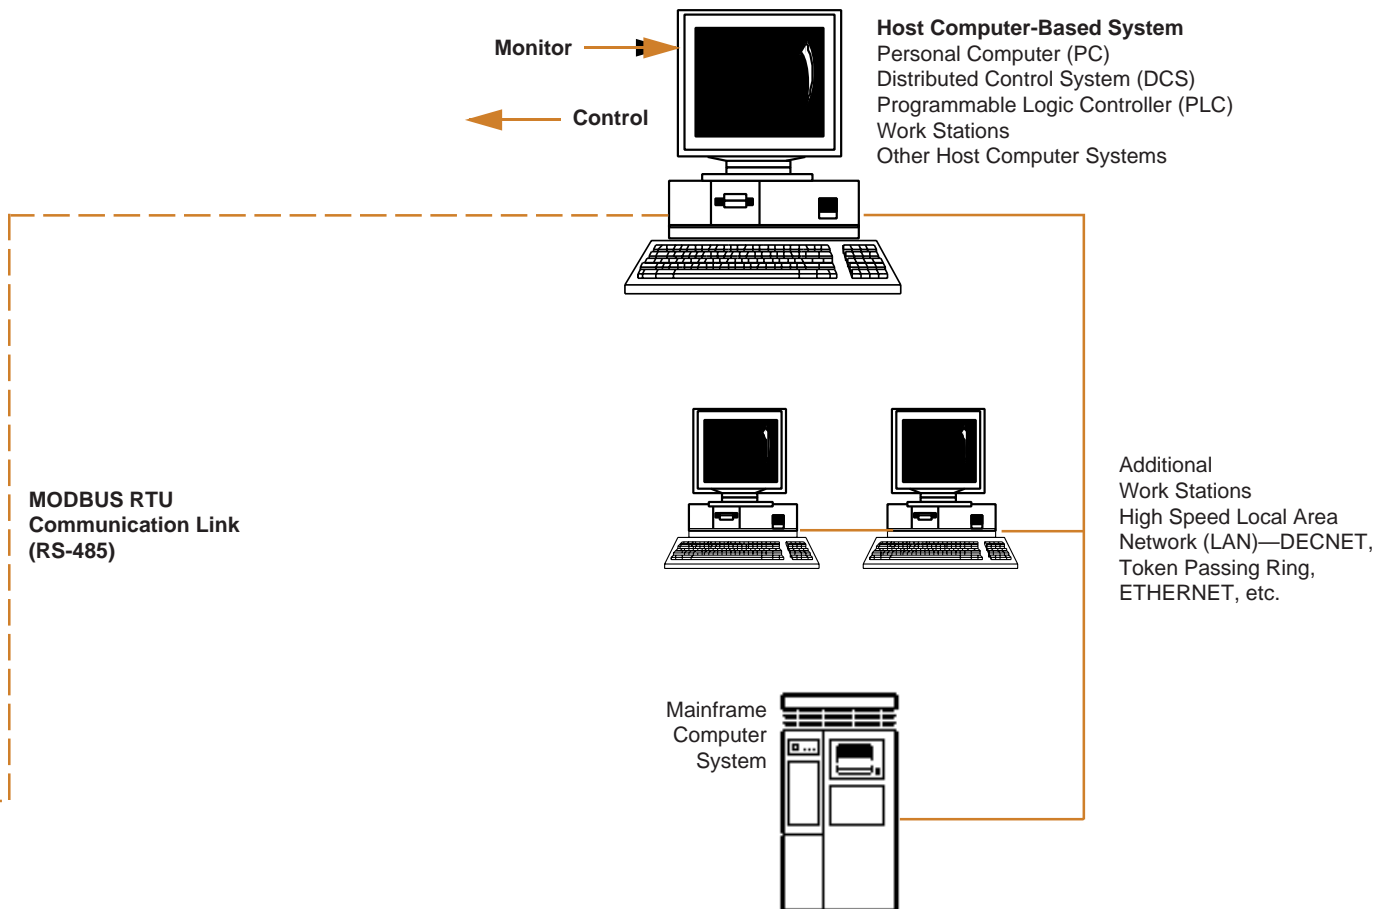 Monitor
Control
Host Computer-Based System
Personal Computer (PC)
Distributed Control System (DCS)
Programmable Logic Controller (PLC)
Work Stations
Other Host Computer Systems
MODBUS RTU
Communication Link
(RS-485)
Additional
Work Stations
High Speed Local Area
Network (LAN)—DECNET,
Token Passing Ring,
ETHERNET, etc.
Mainframe
Computer
System